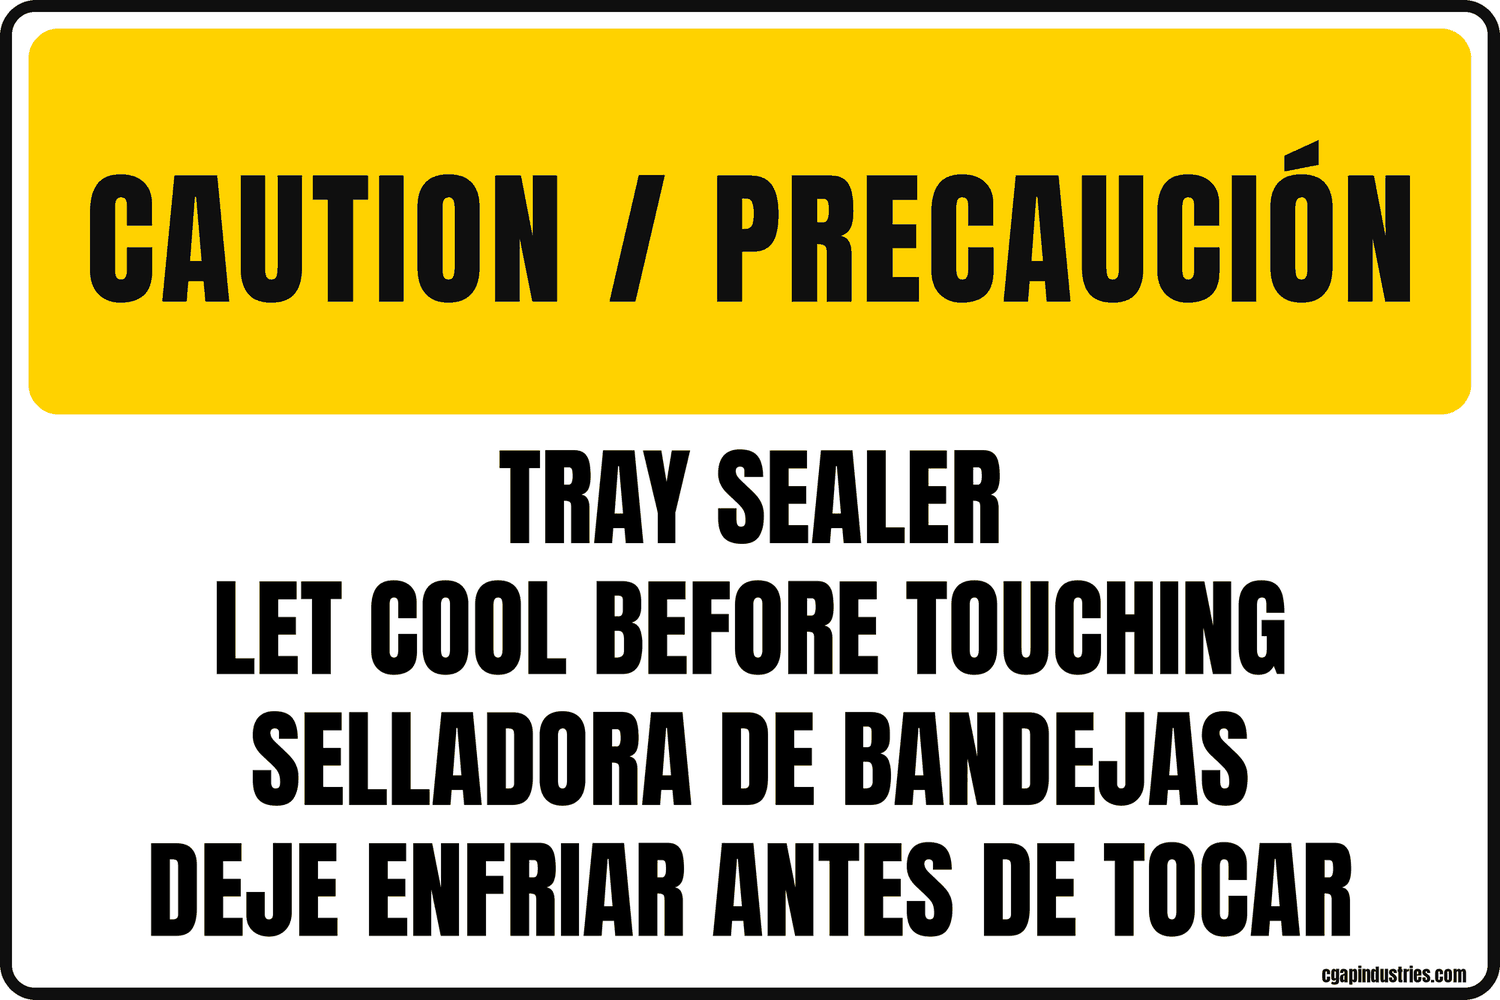 CAUTION / PRECAUCIÓN
TRAY SEALER
LET COOL BEFORE TOUCHING
SELLADORA DE BANDEJAS
DEJE ENFRIAR ANTES DE TOCAR
cgapindustries.com